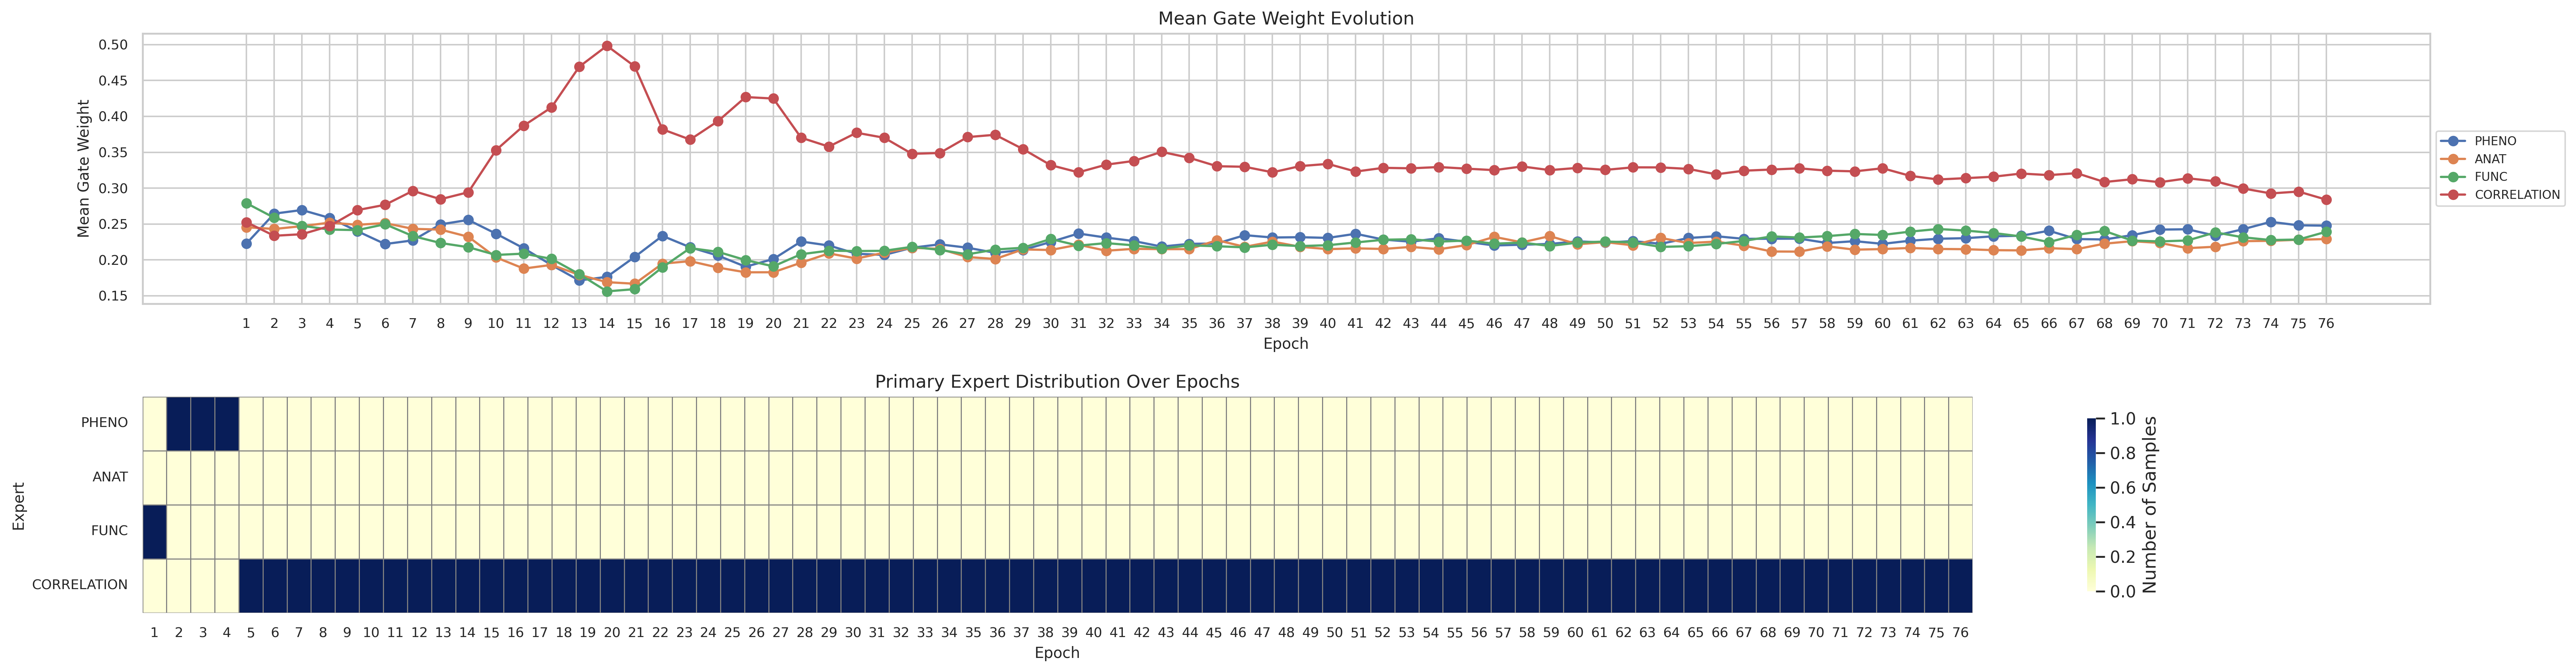 Mean Gate Weight Evolution
0.50
0.45
0.40
0.35
0.30
0.25
0.20
0.15
Mean Gate Weight
1 2 3 4 5 6 7 8 9 10 11 12 13 14 15 16 17 18 19 20 21 22 23 24 25 26 27 28 29 30 31 32 33 34 35 36 37 38 39 40 41 42 43 44 45 46 47 48 49 50 51 52 53 54 55 56 57 58 59 60 61 62 63 64 65 66 67 68 69 70 71 72 73 74 75 76
Epoch
PHENO
ANAT
FUNC
CORRELATION
Primary Expert Distribution Over Epochs
Expert
PHENO
ANAT
FUNC
CORRELATION
1 2 3 4 5 6 7 8 9 10 11 12 13 14 15 16 17 18 19 20 21 22 23 24 25 26 27 28 29 30 31 32 33 34 35 36 37 38 39 40 41 42 43 44 45 46 47 48 49 50 51 52 53 54 55 56 57 58 59 60 61 62 63 64 65 66 67 68 69 70 71 72 73 74 75 76
Epoch
1.0
0.8
0.6
0.4
0.2
0.0
Number of Samples